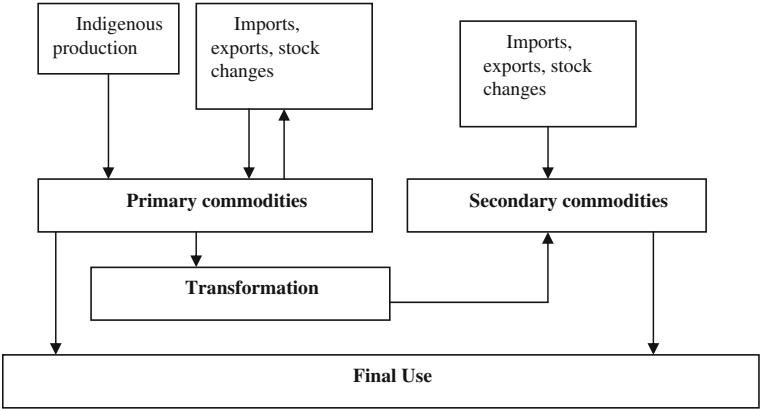 Indigenous
production
Imports,
exports, stock
changes
Imports,
exports, stock
changes
Primary commodities
Secondary commodities
Transformation
Final Use